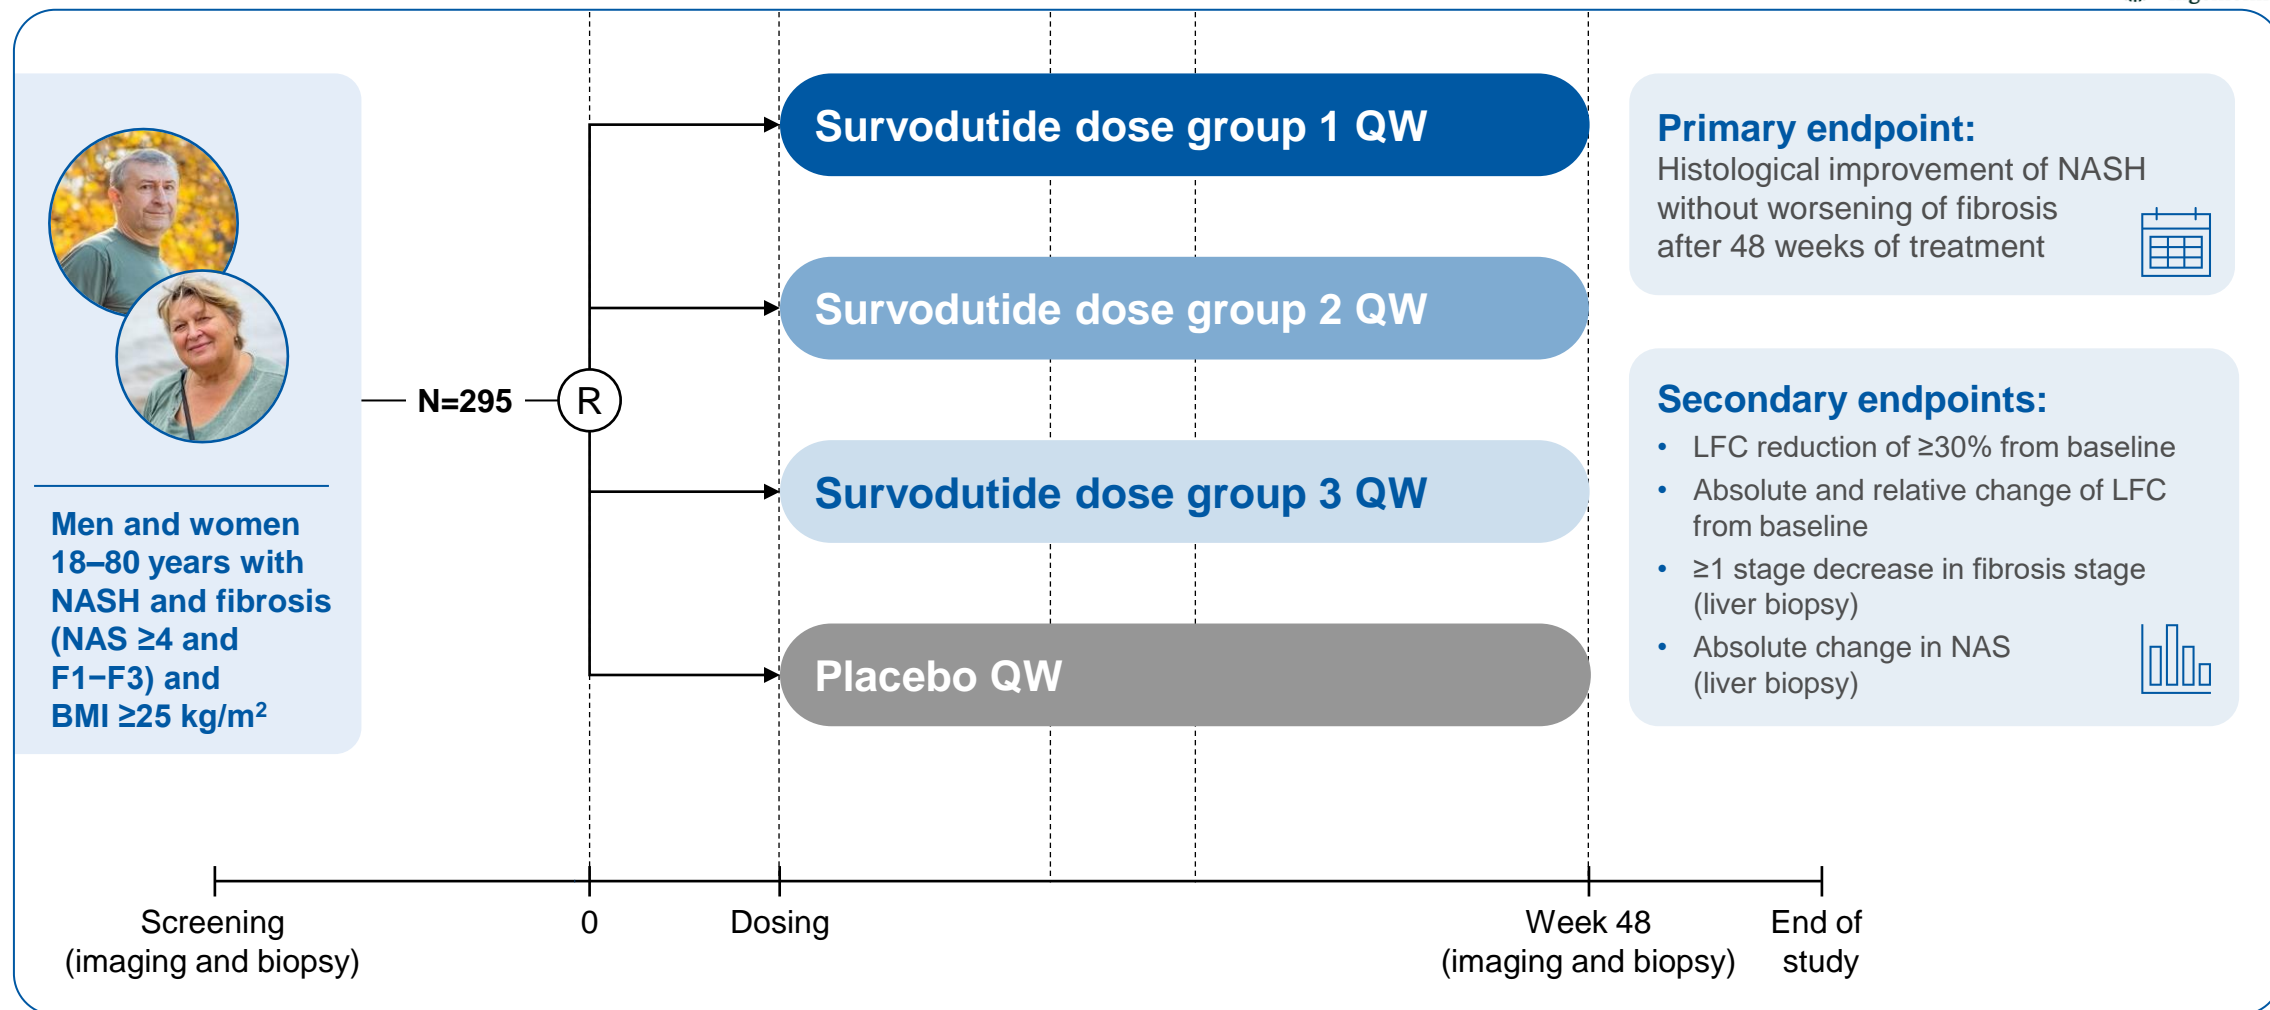 Men and women
18–80 years with
NASH and fibrosis
(NAS ≥4 and
F1−F3) and
BMI ≥25 kg/m²
N=295
R
Survodutide dose group 1 QW
Survodutide dose group 2 QW
Survodutide dose group 3 QW
Placebo QW
Primary endpoint:
Histological improvement of NASH
without worsening of fibrosis
after 48 weeks of treatment
Secondary endpoints:
• LFC reduction of ≥30% from baseline
• Absolute and relative change of LFC
from baseline
• ≥1 stage decrease in fibrosis stage
(liver biopsy)
• Absolute change in NAS
(liver biopsy)
Screening
(imaging and biopsy)
0
Dosing
Week 48
(imaging and biopsy)
End of
study